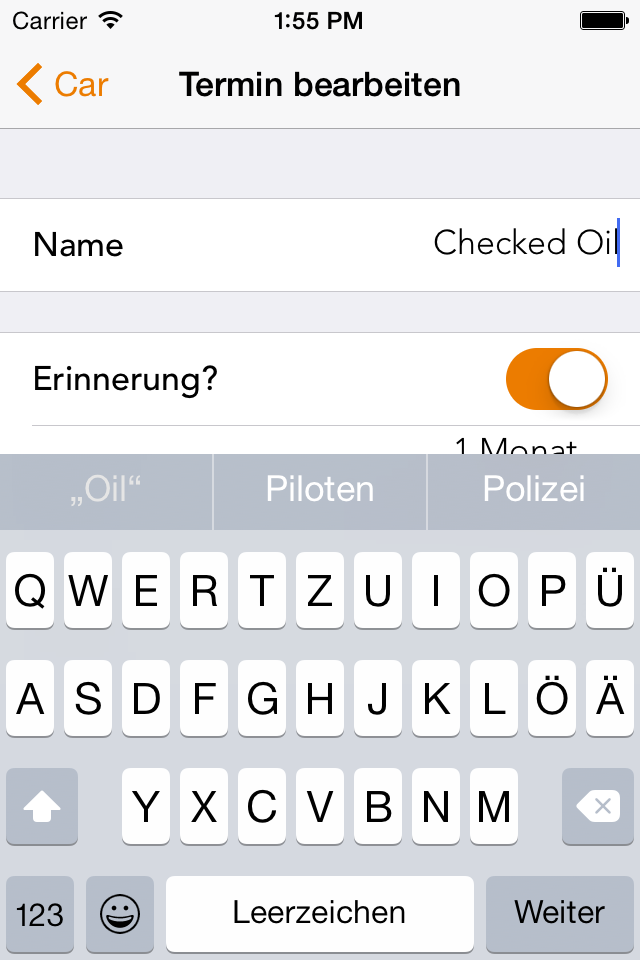 Carrier 1:55 PM
Car Termin bearbeiten
Name Checked Oil
Erinnerung?
1 Monat
„Oil“ Piloten Polizei
Q W E R T Z U I O P Ü
A S D F G H J K L Ö Ä
Y X C V B N M
123 Leerzeichen Weiter